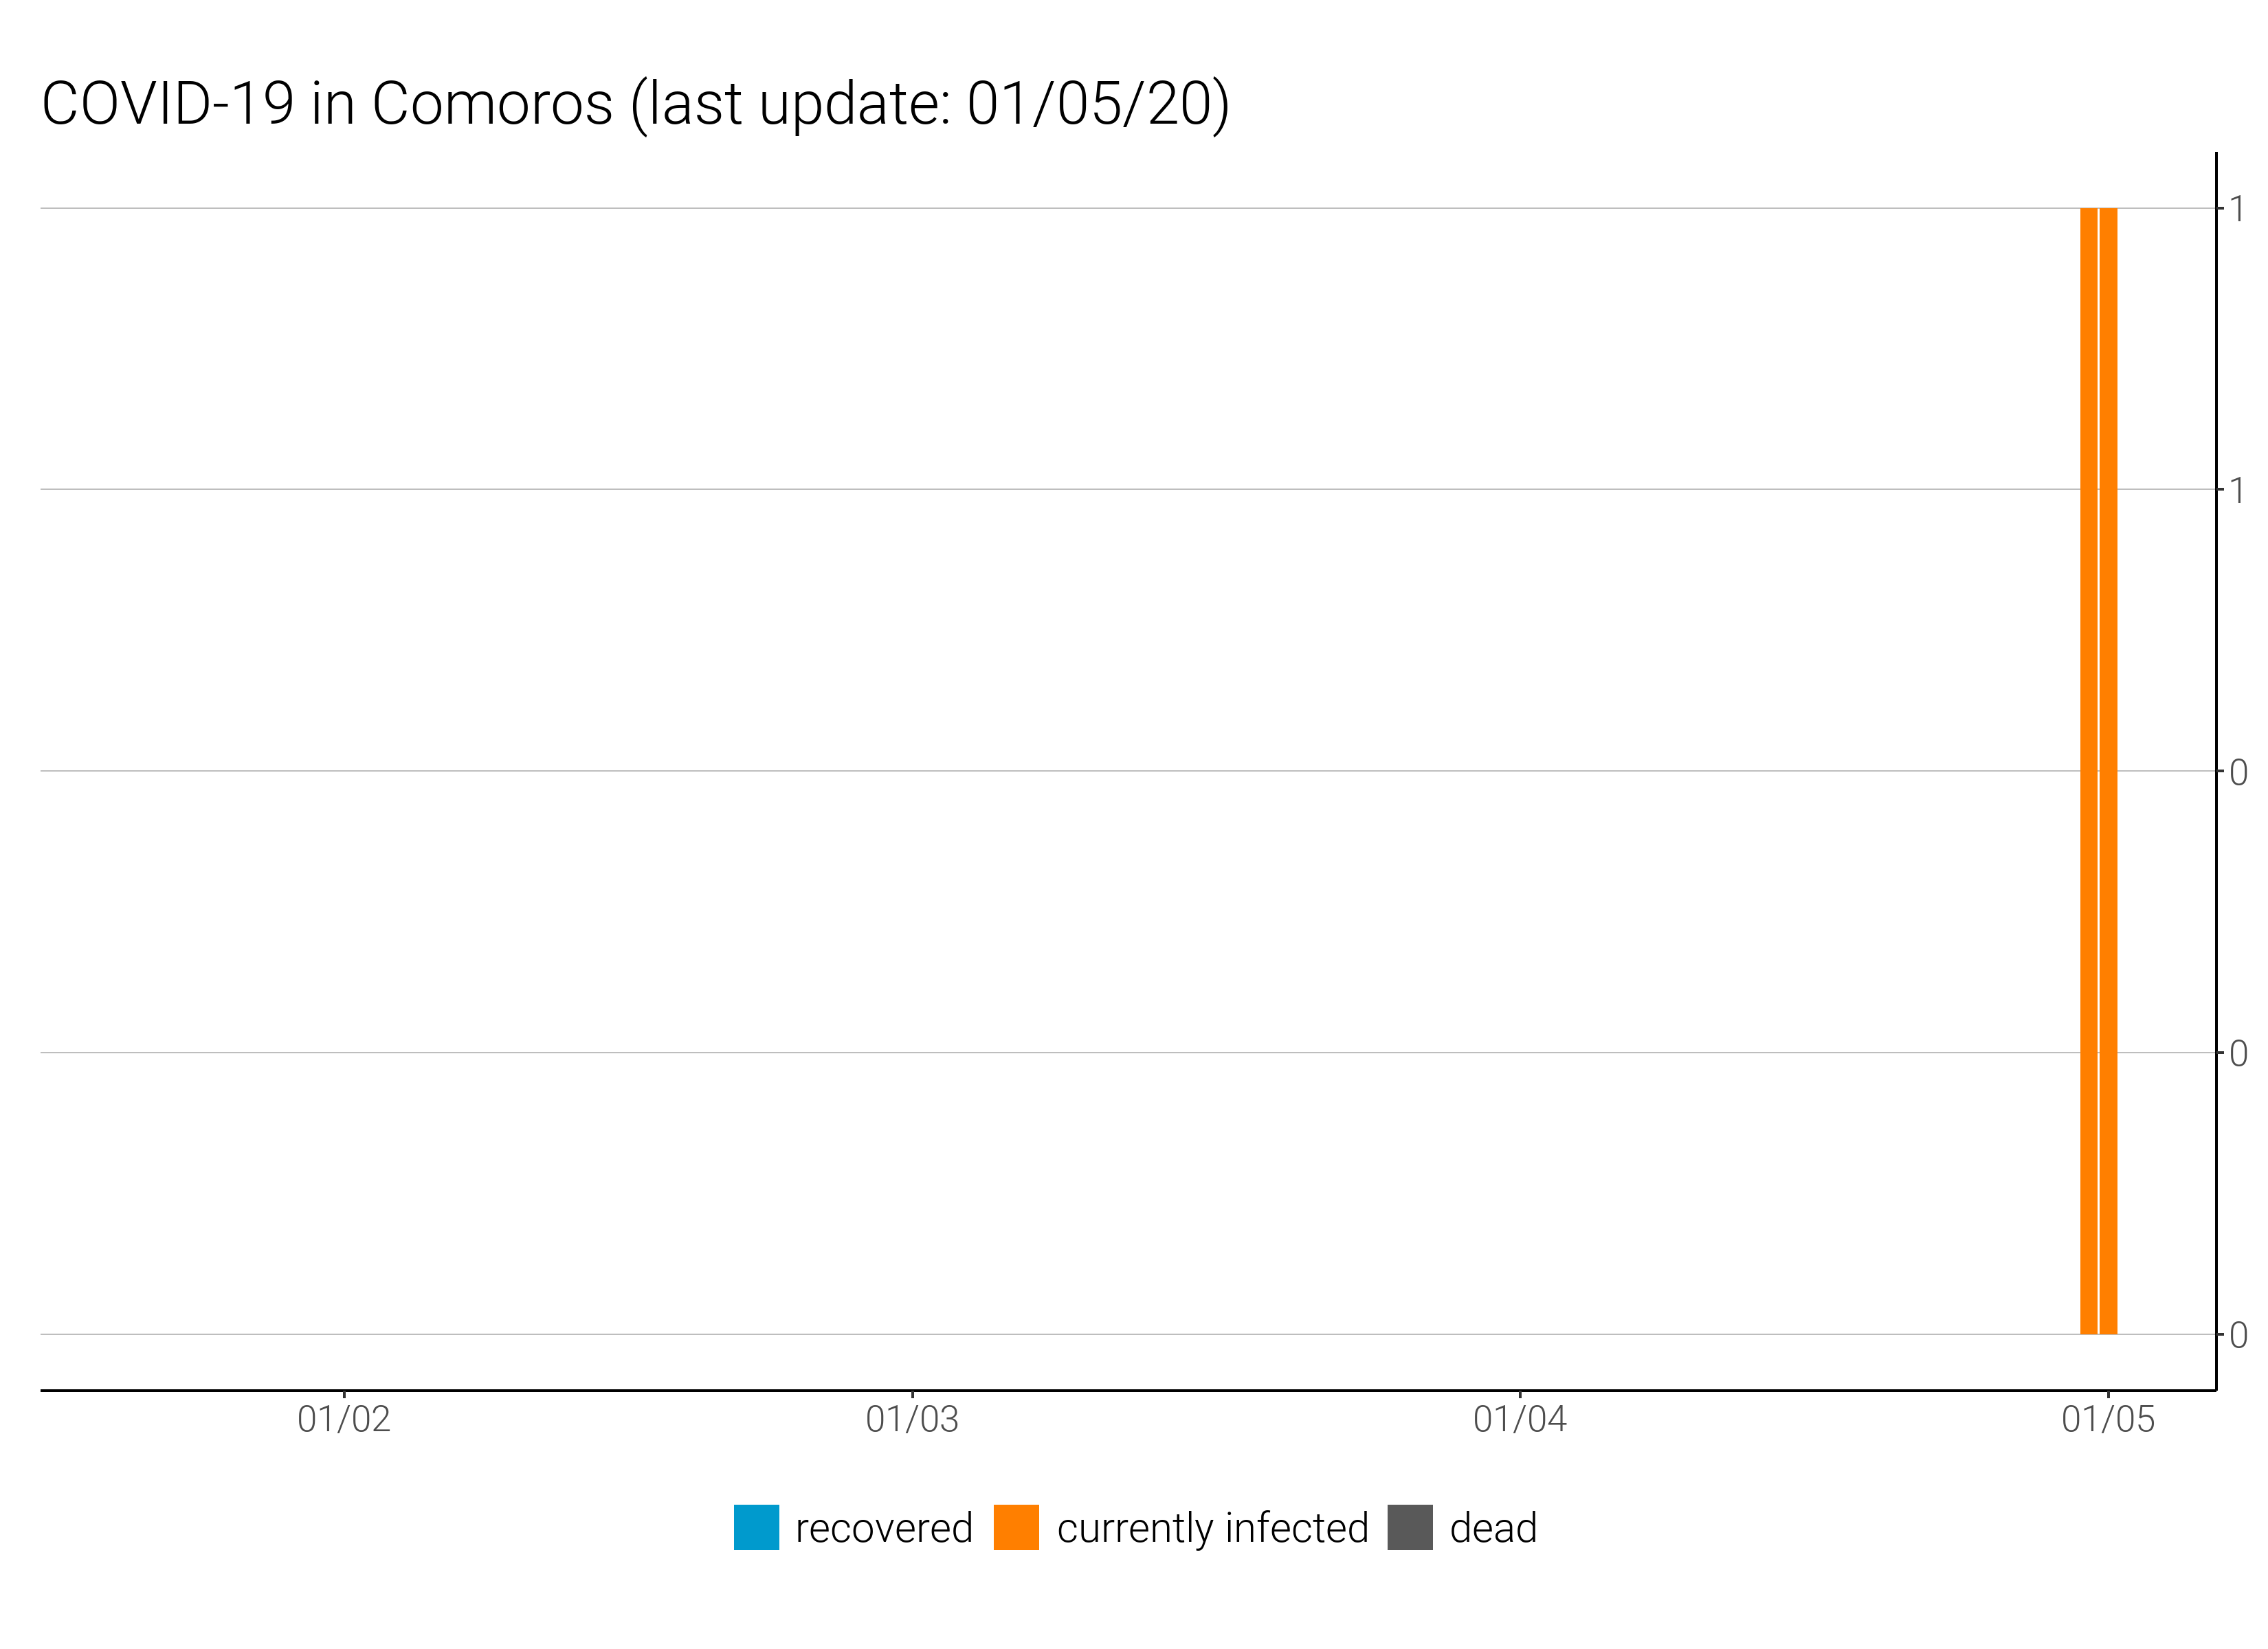 COVID-19 in Comoros (last update: 01/05/20)
1
1
0
0
0
01/02 01/03 01/04 01/05
recovered currently infected dead